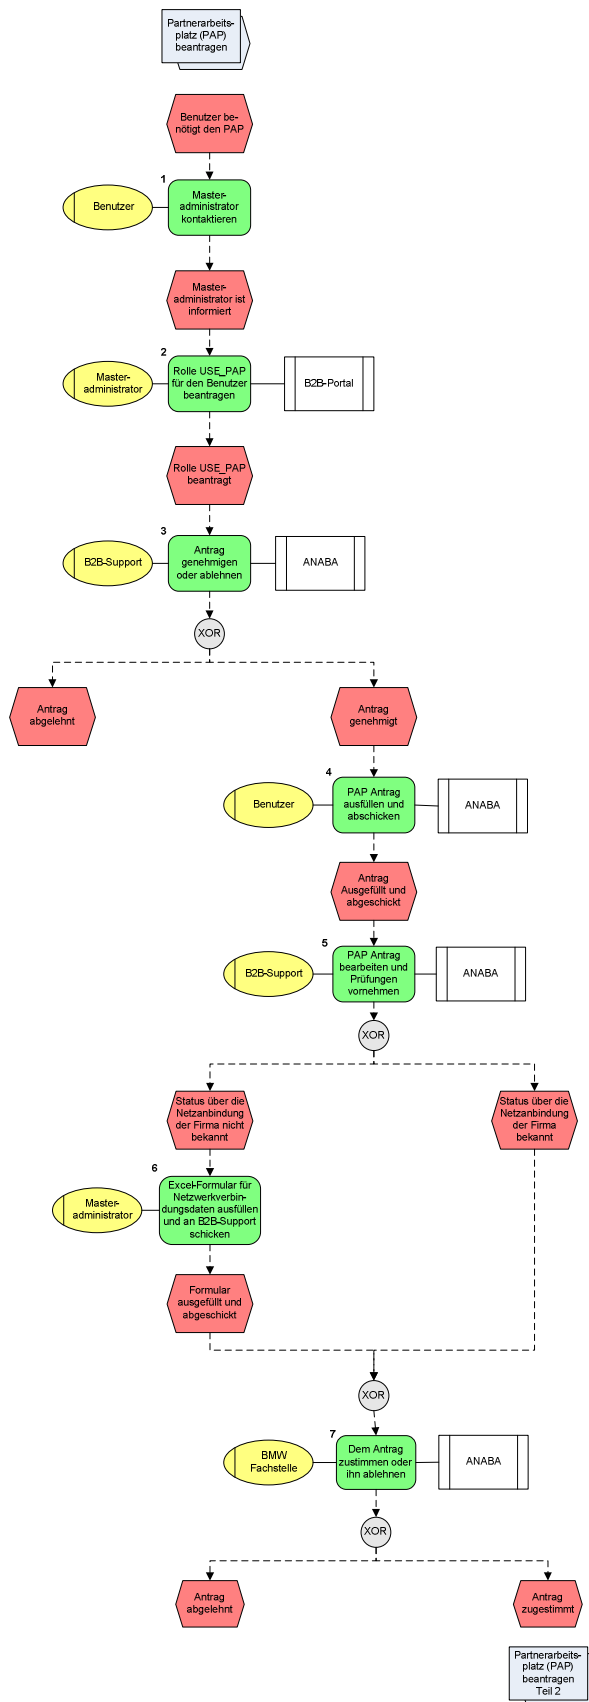 Partnerarbeits-
platz (PAP)
beantragen
Benutzer be-
nötigt den PAP
1
Benutzer
Master-
administrator
kontaktieren
Master-
administrator ist
informiert
2
Master-
administrator
Rolle USE_PAP
für den Benutzer
beantragen
B2B-Portal
Rolle USE_PAP
beantragt
3
B2B-Support
Antrag
genehmigen
oder ablehnen
ANABA
XOR
Antrag
abgelehnt
Antrag
genehmigt
4
Benutzer
PAP Antrag
ausfüllen und
abschicken
ANABA
Antrag
Ausgefüllt und
abgeschickt
5
B2B-Support
PAP Antrag
bearbeiten und
Prüfungen
vornehmen
ANABA
XOR
Status über die
Netzanbindung
der Firma nicht
bekannt
Status über die
Netzanbindung
der Firma
bekannt
6
Master-
administrator
Excel-Formular für
Netzwerkverbin-
dungsdaten ausfüllen
und an B2B-Support
schicken
Formular
ausgefüllt und
abgeschickt
XOR
7
BMW
Fachstelle
Dem Antrag
zustimmen oder
ihn ablehnen
ANABA
XOR
Antrag
abgelehnt
Antrag
zugestimmt
Partnerarbeits-
platz (PAP)
beantragen
Teil 2